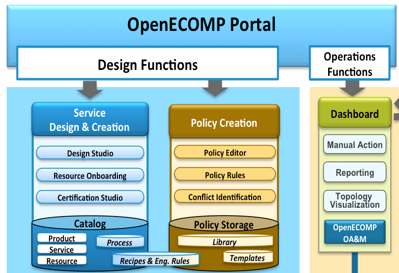 OpenECOMP Portal
Design Functions
Operations
Functions
Service
Design & Creation
Design Studio
Resource Onboarding
Certification Studio
Catalog
Product
Service
Resource
Process
Recipes & Eng. Rules
Policy Creation
Policy Editor
Policy Rules
Conflict Identification
Policy Storage
Library
Templates
Dashboard
Manual Action
Reporting
Topology
Visualization
OpenECOMP
OA&M